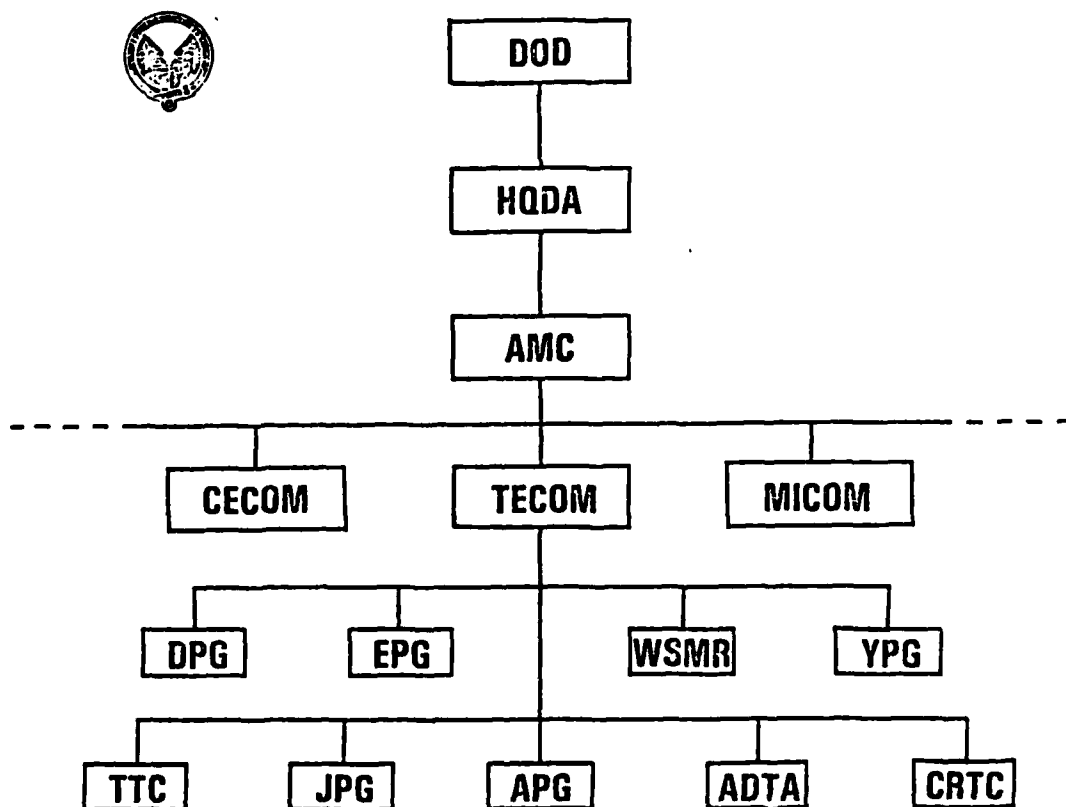 DOD
HQDA
AMC
CECOM TECOM MICOM
DPG EPG WSMR YPG
TTC JPG APG ADTA CRTC